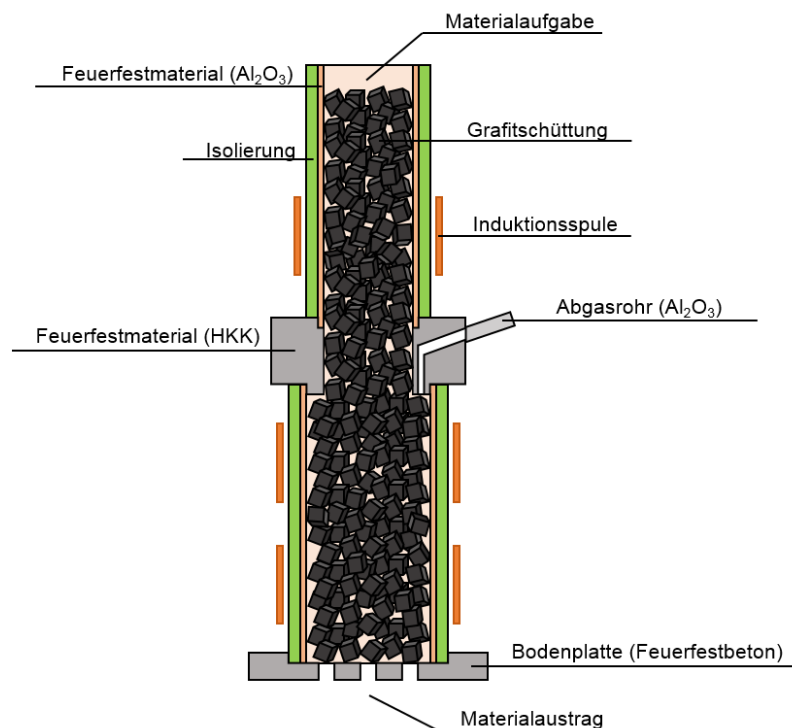 Materialaufgabe
Feuerfestmaterial (Al₂O₃)
Grafitschüttung
Isolierung
Induktionsspule
Abgasrohr (Al₂O₃)
Feuerfestmaterial (HKK)
Bodenplatte (Feuerfestbeton)
Materialaustrag